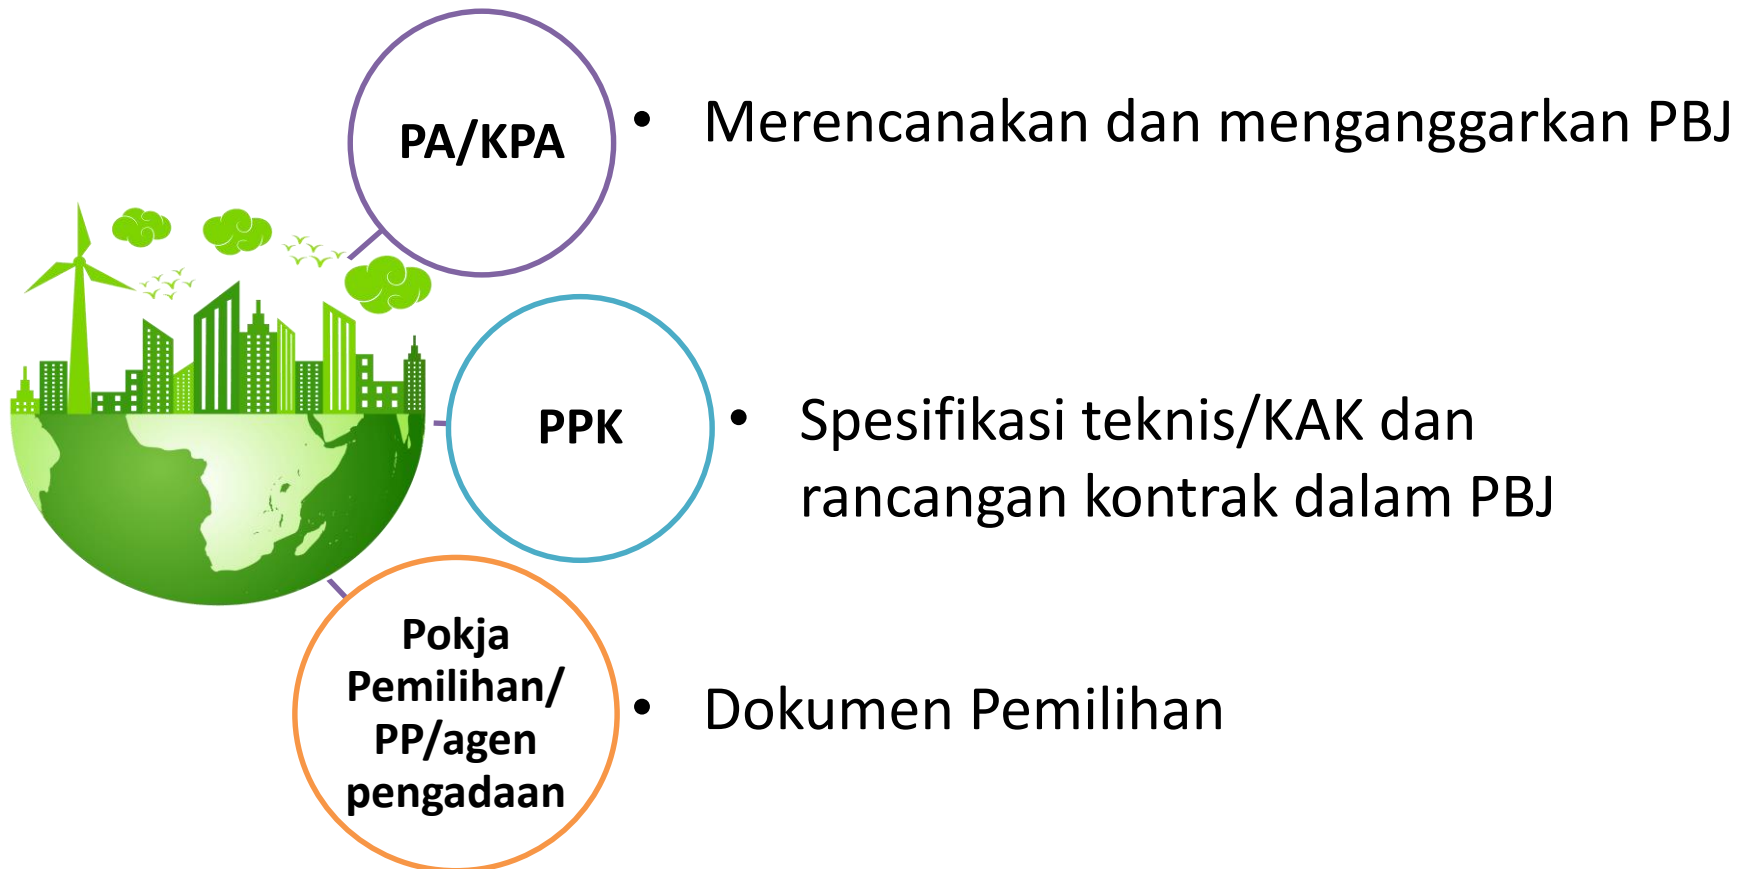 PA/KPA
• Merencanakan dan menganggarkan PBJ
PPK
• Spesifikasi teknis/KAK dan
rancangan kontrak dalam PBJ
Pokja
Pemilihan/
PP/agen
pengadaan
• Dokumen Pemilihan